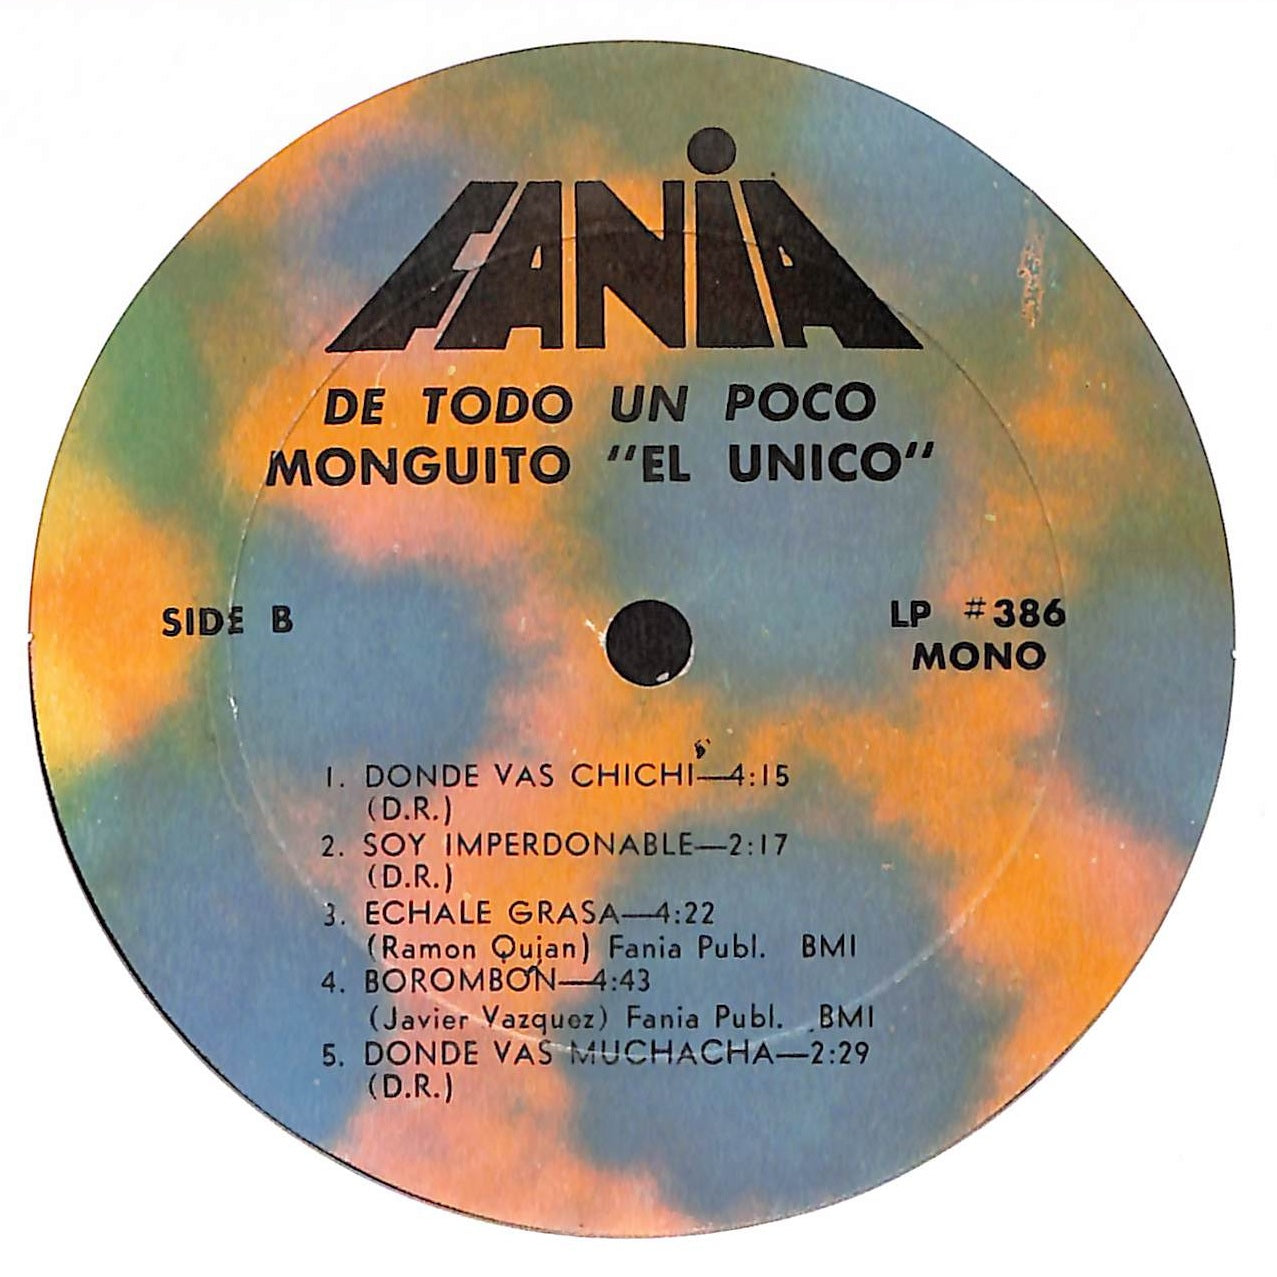 FANIA
DE TODO UN POCO
MONGUITO "EL UNICO"
SIDE B
LP #386
MONO
1. DONDE VAS CHICHI—4:15
(D.R.)
2. SOY IMPERDONABLE—2:17
(D.R.)
3. ECHALE GRASA—4:22
(Ramon Quian) Fania Publ. BMI
4. BOROMBON—4:43
(Javier Vazquez) Fania Publ. BMI
5. DONDE VAS MUCHACHA—2:29
(D.R.)